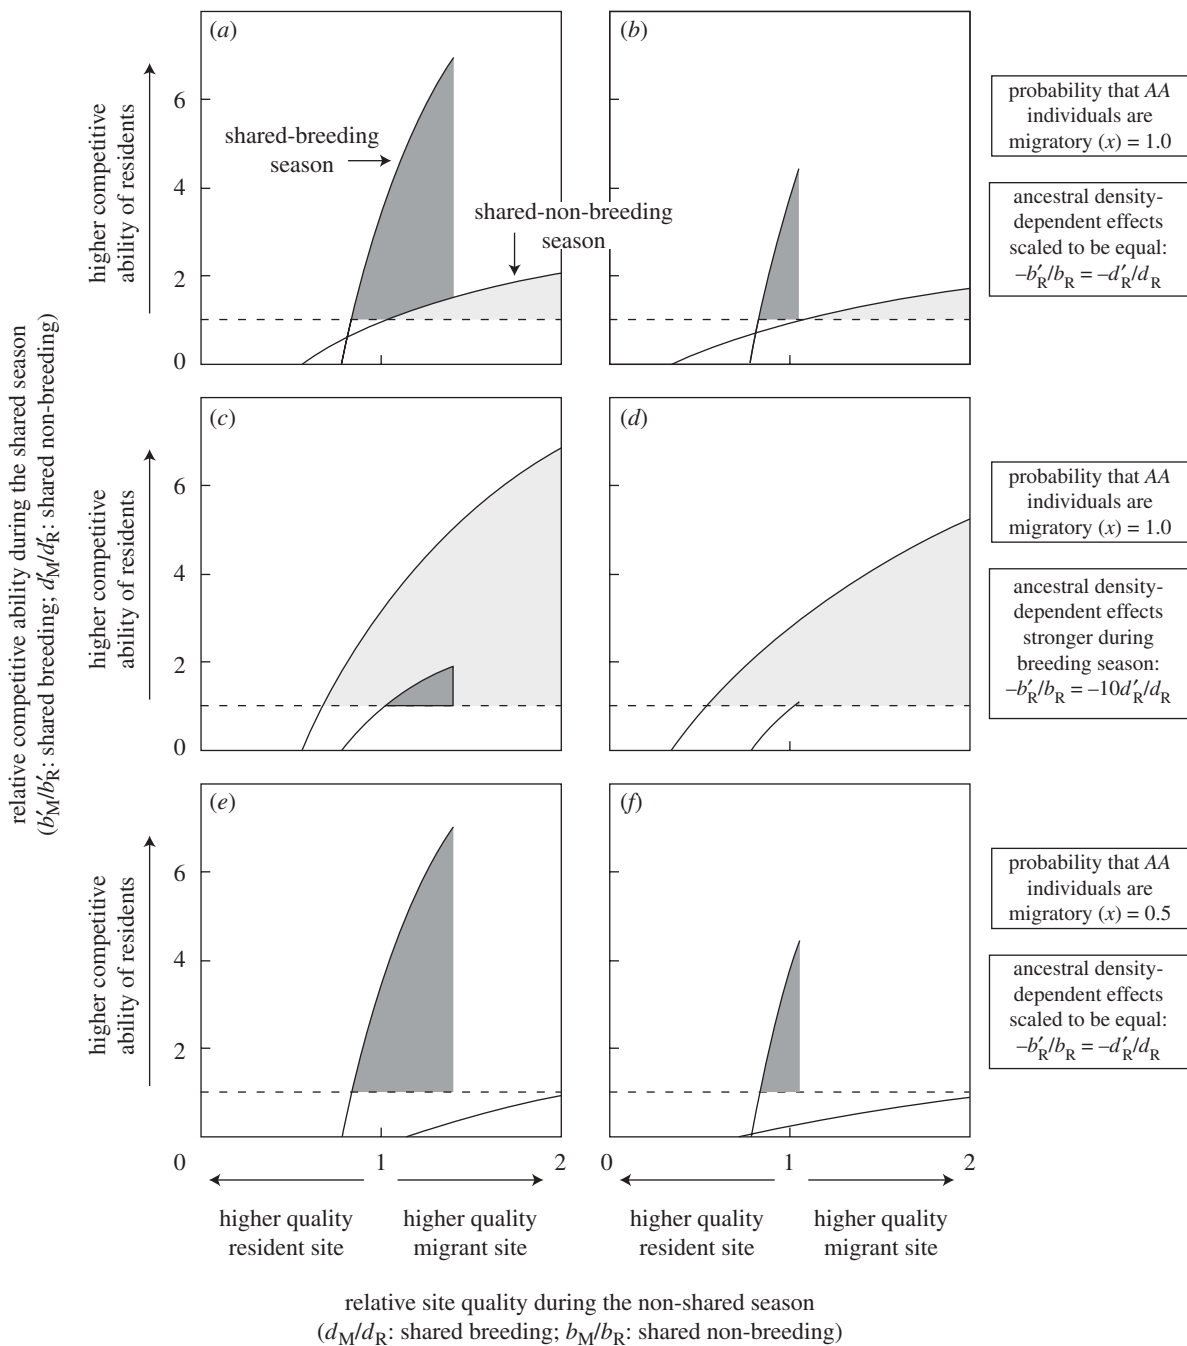 (a)
(b)
6
4
2
0
higher competitive
ability of residents
shared-breeding
season
shared-non-breeding
season
probability that AA
individuals are
migratory (x) = 1.0
ancestral density-
dependent effects
scaled to be equal:
–b′R/bR = –d′R/dR
(c)
(d)
6
4
2
0
higher competitive
ability of residents
probability that AA
individuals are
migratory (x) = 1.0
ancestral density-
dependent effects
stronger during
breeding season:
–b′R/bR = –10d′R/dR
relative competitive ability during the shared season
(b′M/b′R: shared breeding; d′M/d′R: shared non-breeding)
(e)
(f)
6
4
2
higher competitive
ability of residents
probability that AA
individuals are
migratory (x) = 0.5
ancestral density-
dependent effects
scaled to be equal:
–b′R/bR = –d′R/dR
0
1
2
0
1
2
higher quality
resident site
higher quality
migrant site
higher quality
resident site
higher quality
migrant site
relative site quality during the non-shared season
(dM/dR: shared breeding; bM/bR: shared non-breeding)